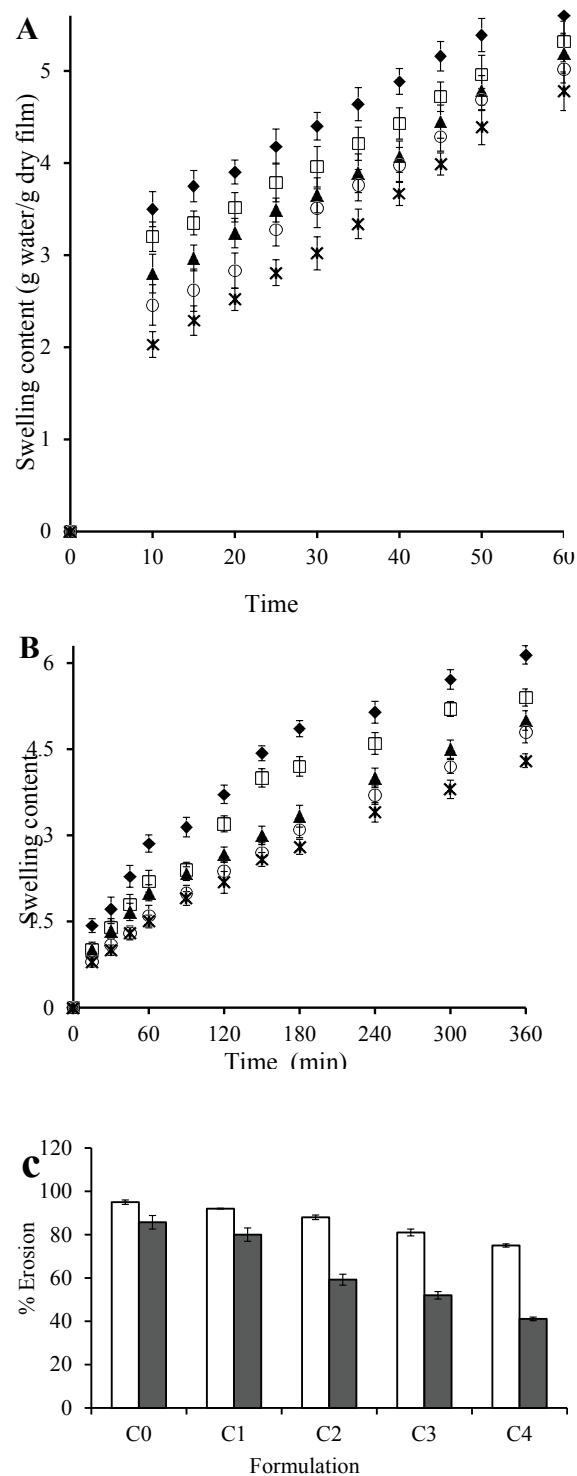 A
Swelling content (g water/g dry film)
5
4
3
2
1
0
0 10 20 30 40 50 60
Time
B
Swelling content
6
4.5
3
1.5
0
0 60 120 180 240 300 360
Time (min)
c
% Erosion
120
100
80
60
40
20
0
C0 C1 C2 C3 C4
Formulation